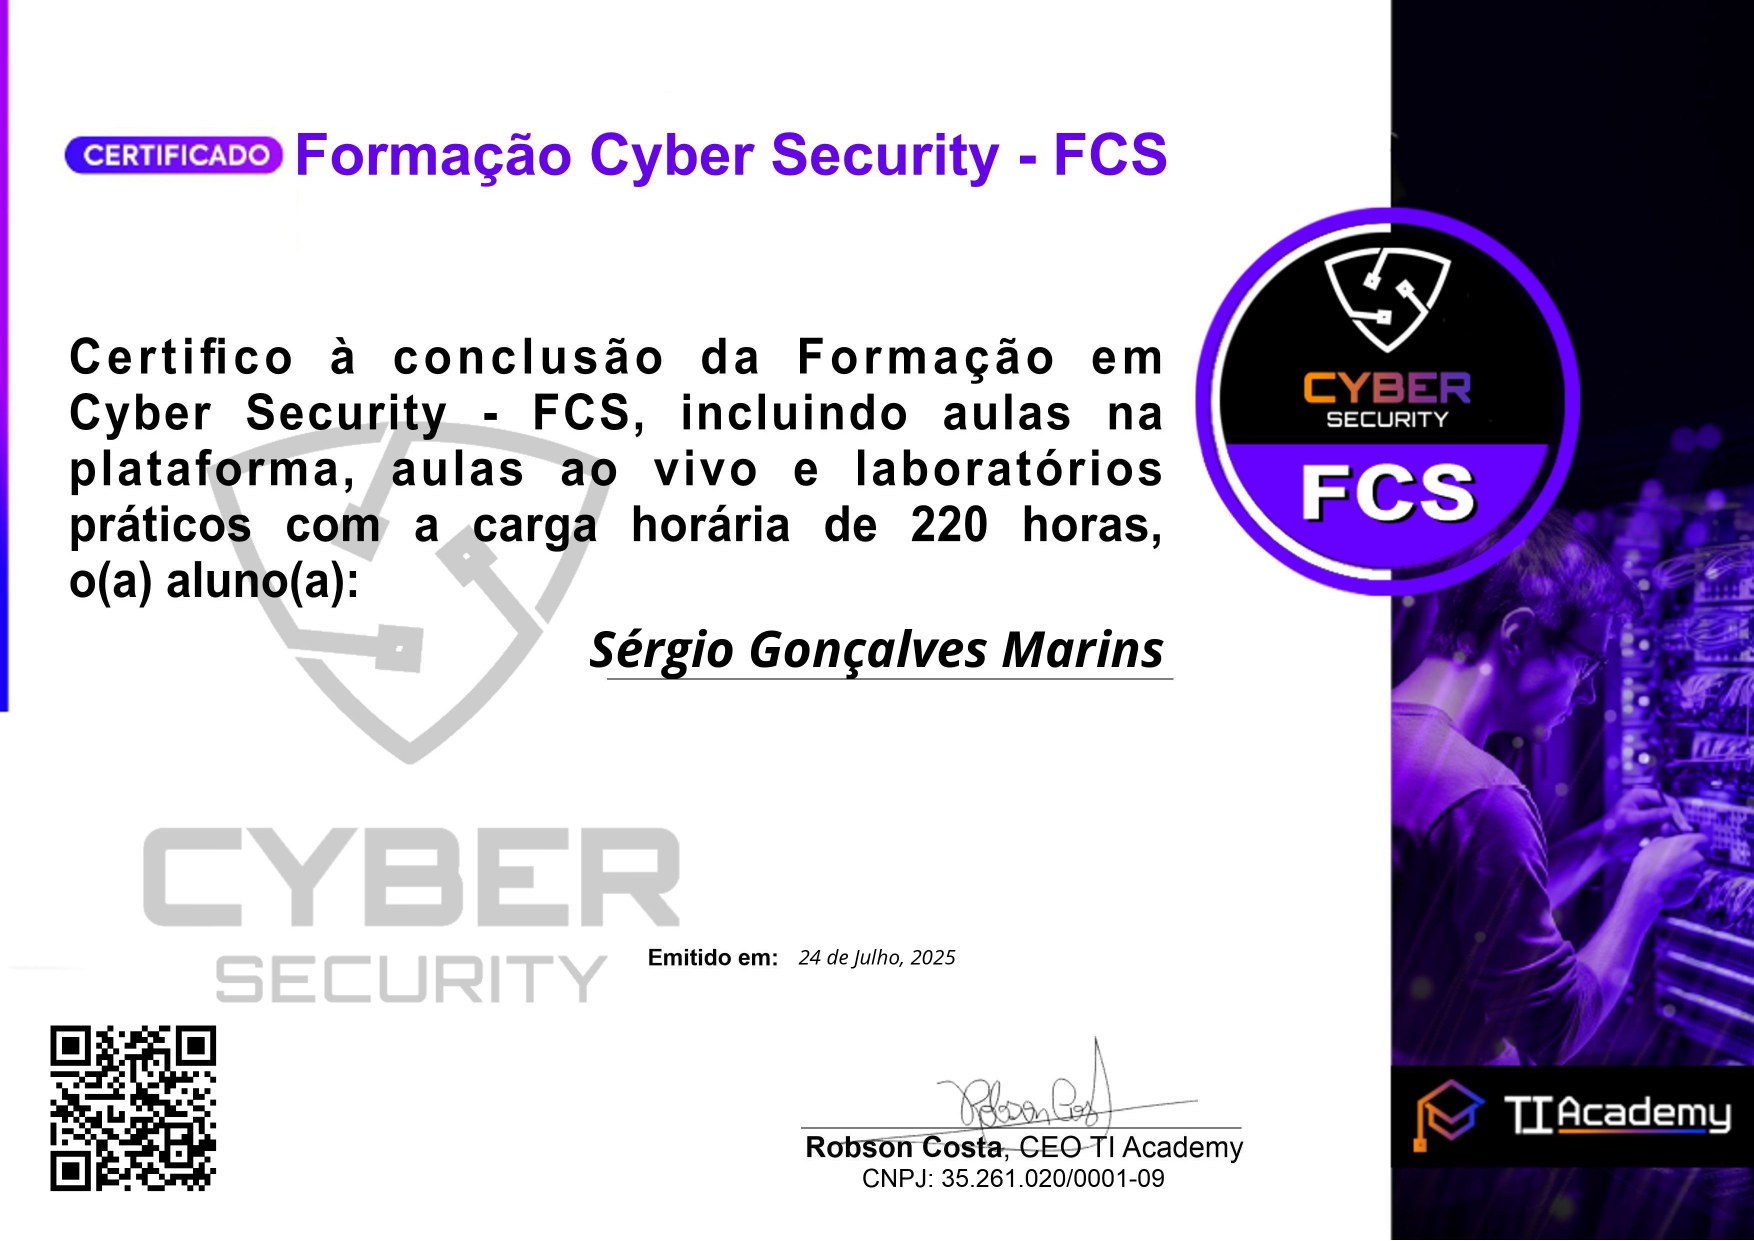 CERTIFICADO Formação Cyber Security - FCS
Certifico à conclusão da Formação em
Cyber Security - FCS, incluindo aulas na
plataforma, aulas ao vivo e laboratórios
práticos com a carga horária de 220 horas,
o(a) aluno(a):
Sérgio Gonçalves Marins
CYBER
SECURITY
FCS
CYBER
SECURITY
Emitido em: 24 de Julho, 2025
Robson Costa, CEO TI Academy
CNPJ: 35.261.020/0001-09
TI Academy